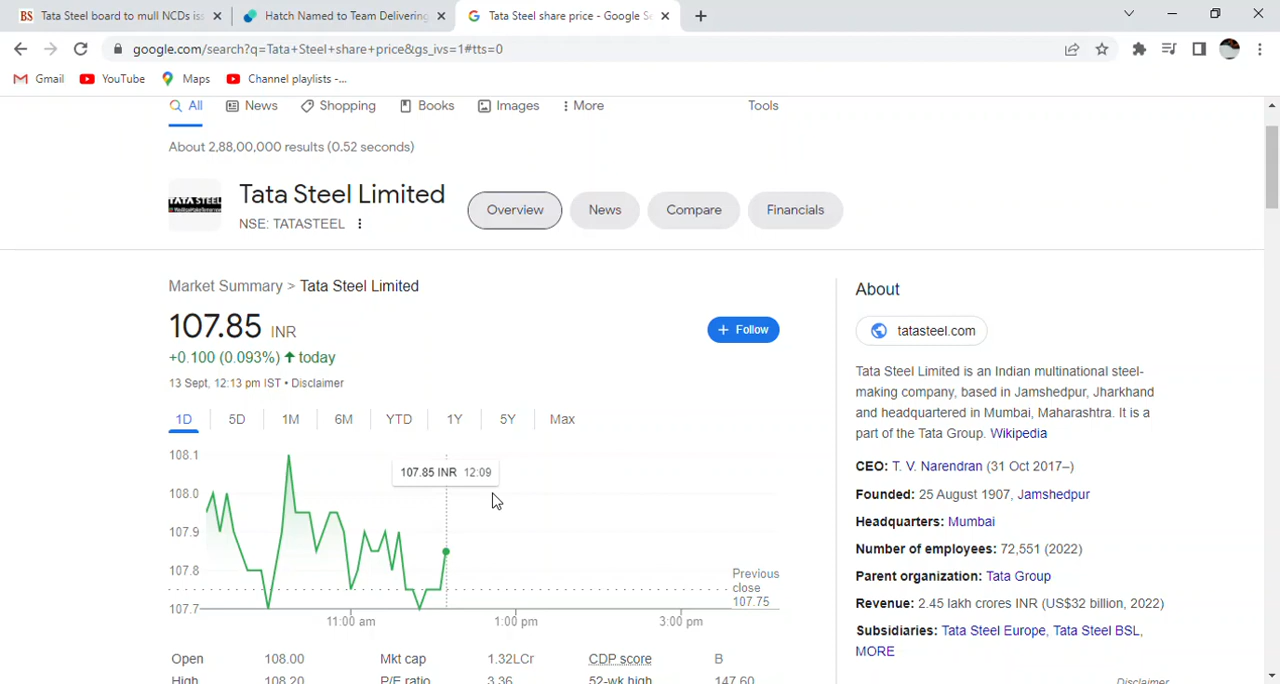 BS Tata Steel board to mull NCDs is
Hatch Named to Team Delivering
Tata Steel share price - Google Se
google.com/search?q=Tata+Steel+share+price&gs_ivs=1#tts=0
Gmail YouTube Maps Channel playlists -...
All News Shopping Books Images More Tools
About 2,88,00,000 results (0.52 seconds)
TATA STEEL
Tata Steel Limited
NSE: TATASTEEL
Overview News Compare Financials
Market Summary > Tata Steel Limited
107.85 INR
+ Follow
+0.100 (0.093%) today
13 Sept, 12:13 pm IST • Disclaimer
1D 5D 1M 6M YTD 1Y 5Y Max
108.1
108.0
107.9
107.8
107.7
107.85 INR 12:09
Previous
close
107.75
11:00 am 1:00 pm 3:00 pm
Open 108.00 Mkt cap 1.32LCr CDP score B
High 108.20 P/E ratio 3.36 52-wk high 147.60
About
tatasteel.com
Tata Steel Limited is an Indian multinational steel-
making company, based in Jamshedpur, Jharkhand
and headquartered in Mumbai, Maharashtra. It is a
part of the Tata Group. Wikipedia
CEO: T. V. Narendran (31 Oct 2017–)
Founded: 25 August 1907, Jamshedpur
Headquarters: Mumbai
Number of employees: 72,551 (2022)
Parent organization: Tata Group
Revenue: 2.45 lakh crores INR (US$32 billion, 2022)
Subsidiaries: Tata Steel Europe, Tata Steel BSL,
MORE
Disclaimer